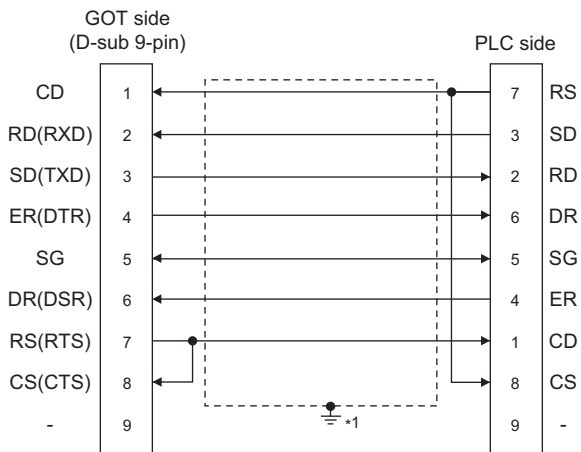 GOT side
(D-sub 9-pin)
PLC side
CD 1 7 RS
RD(RXD) 2 3 SD
SD(TXD) 3 2 RD
ER(DTR) 4 6 DR
SG 5 5 SG
DR(DSR) 6 4 ER
RS(RTS) 7 1 CD
CS(CTS) 8 8 CS
- 9 *1 9 -